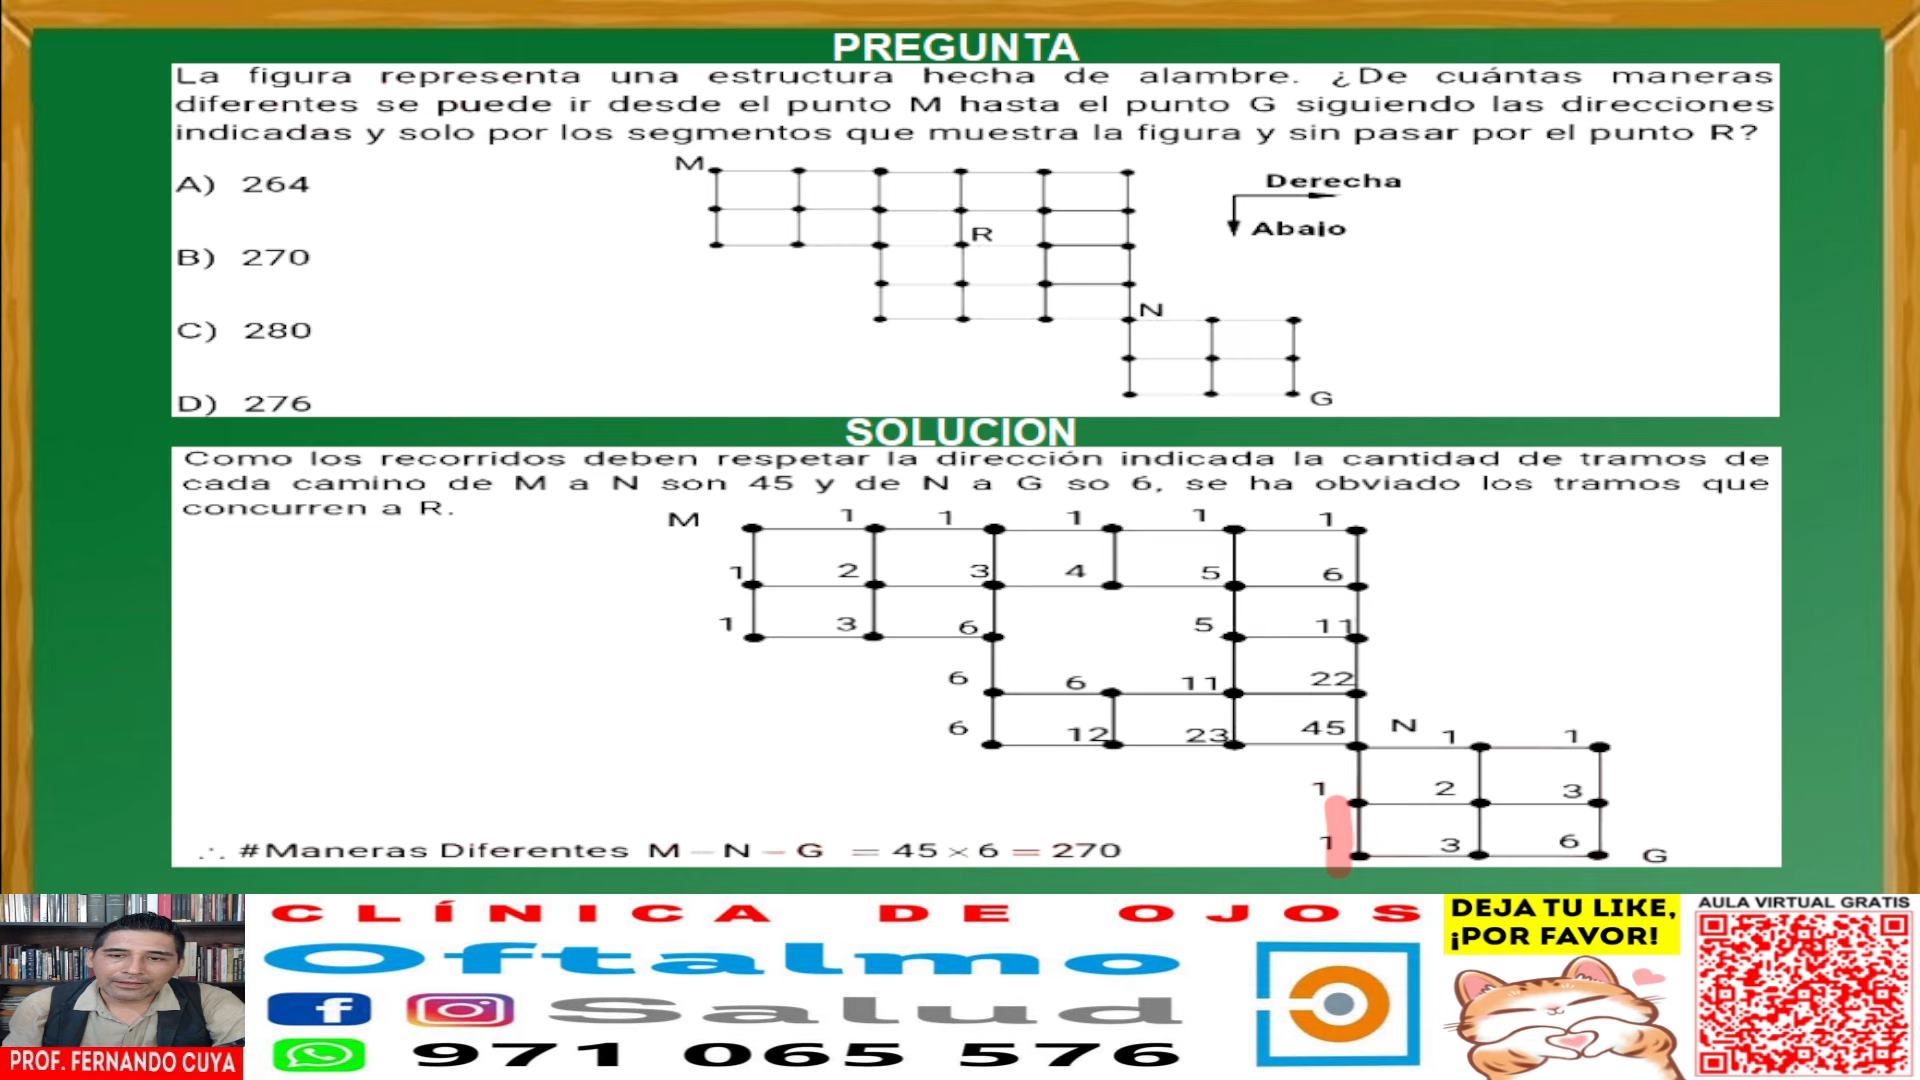 PREGUNTA
La figura representa una estructura hecha de alambre. ¿De cuántas maneras
diferentes se puede ir desde el punto M hasta el punto G siguiendo las direcciones
indicadas y solo por los segmentos que muestra la figura y sin pasar por el punto R?
M
A) 264
Derecha
Abajo
R
B) 270
N
C) 280
D) 276
G
SOLUCION
Como los recorridos deben respetar la dirección indicada la cantidad de tramos de
cada camino de M a N son 45 y de N a G so 6, se ha obviado los tramos que
concurren a R.
M 1 1 1 1 1
1 2 3 4 5 6
1 3 6 5 11
6 6 11 22
6 12 23 45 N 1 1
1 2 3
1 3 6 G
∴ #Maneras Diferentes M – N – G = 45 × 6 = 270
CLÍNICA DE OJOS
Oftalmo
Salud
971 065 576
PROF. FERNANDO CUYA
DEJA TU LIKE,
¡POR FAVOR!
AULA VIRTUAL GRATIS